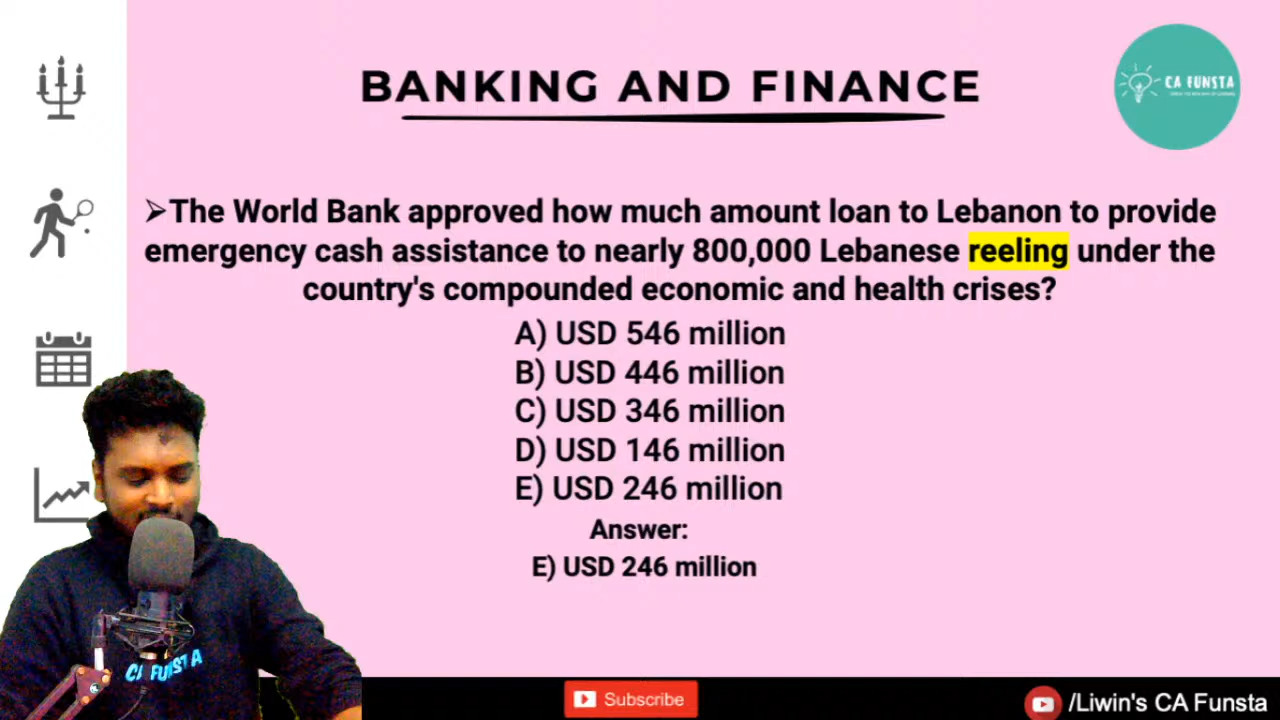 BANKING AND FINANCE
CA FUNSTA
➢The World Bank approved how much amount loan to Lebanon to provide
emergency cash assistance to nearly 800,000 Lebanese reeling under the
country's compounded economic and health crises?
A) USD 546 million
B) USD 446 million
C) USD 346 million
D) USD 146 million
E) USD 246 million
Answer:
E) USD 246 million
CA FUNSTA
Subscribe
/Liwin's CA Funsta